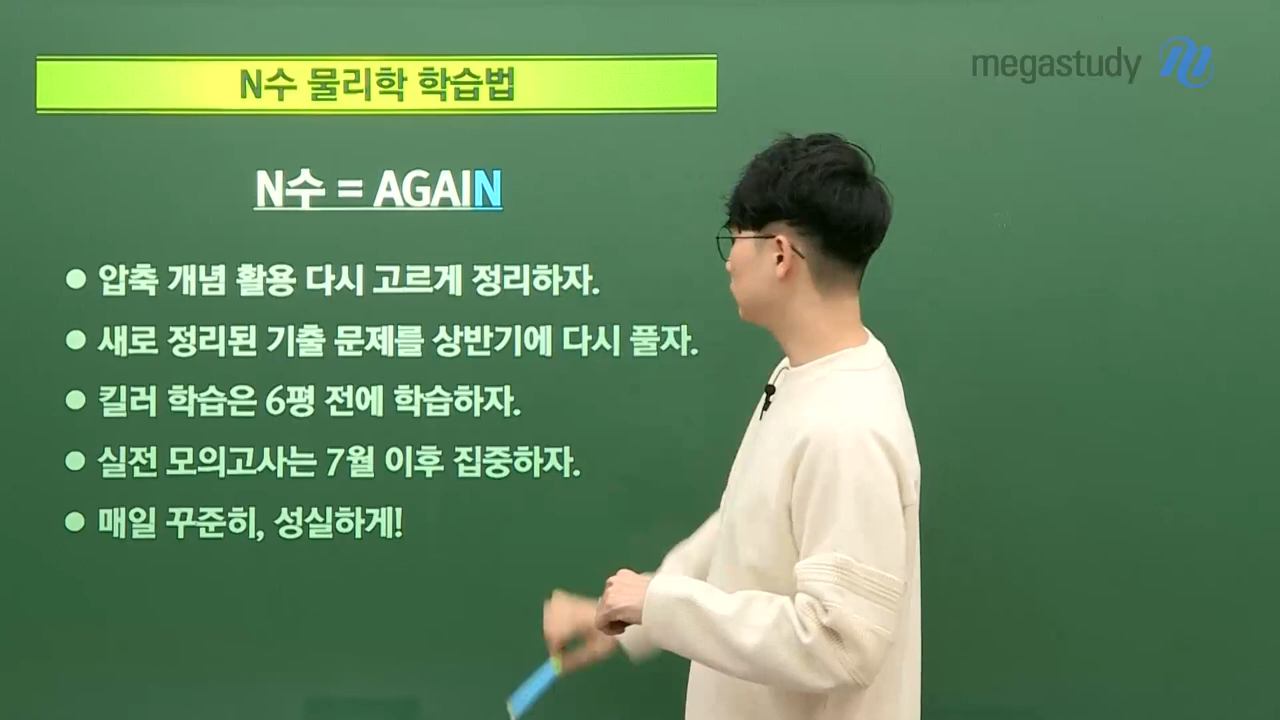 N수 물리학 학습법
megastudy
N수 = AGAIN
● 압축 개념 활용 다시 고르게 정리하자.
● 새로 정리된 기출 문제를 상반기에 다시 풀자.
● 킬러 학습은 6평 전에 학습하자.
● 실전 모의고사는 7월 이후 집중하자.
● 매일 꾸준히, 성실하게!